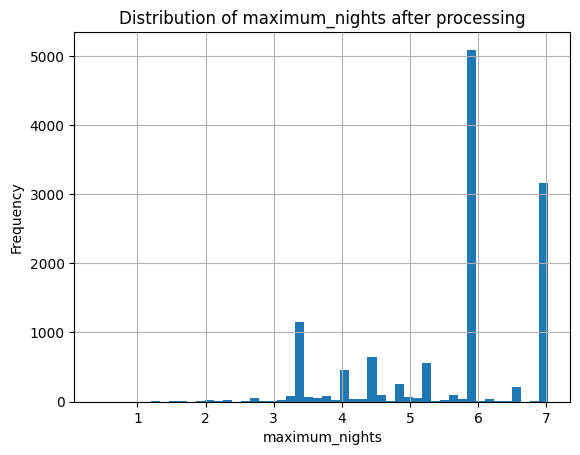 Distribution of maximum_nights after processing
5000
4000
3000
2000
1000
0
Frequency
1 2 3 4 5 6 7
maximum_nights